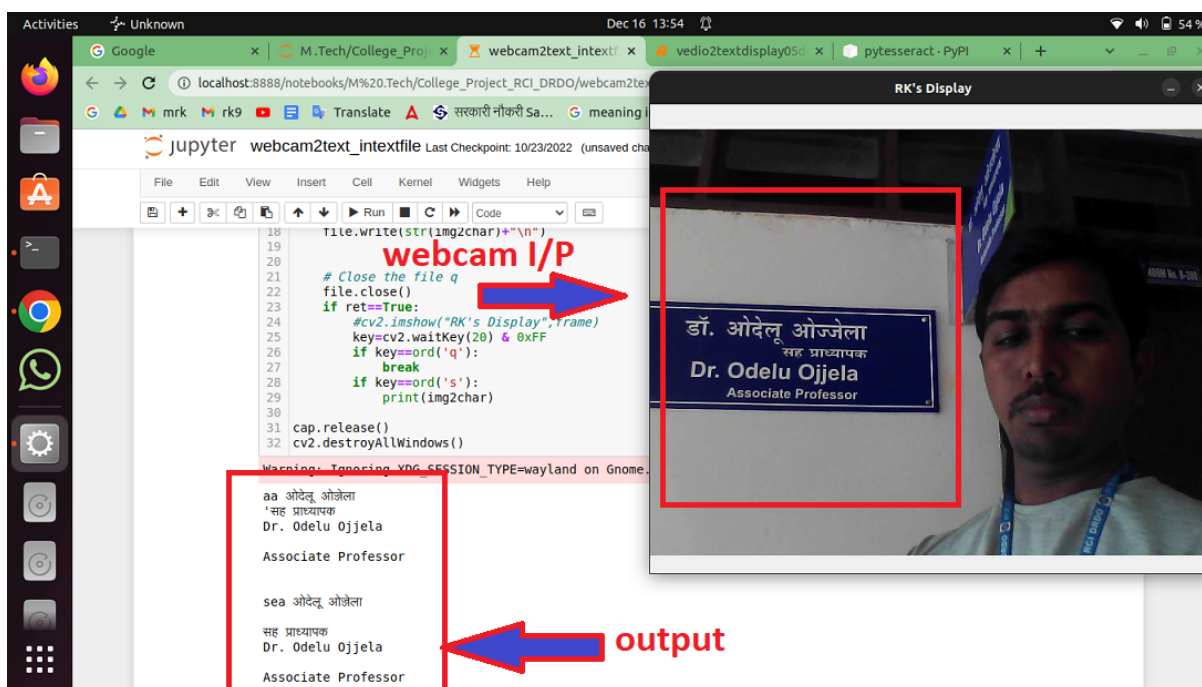 Activities
Unknown
Dec 16 13:54
54 %
Google
M.Tech/College_Proje
webcam2text_intextf
vedio2textdisplay05d
pytesseract · PyPI
localhost:8888/notebooks/M%20.Tech/College_Project_RCI_DRDO/webcam2tex
mrk
rk9
Translate
सरकारी नौकरी Sa...
meaning i
RK's Display
jupyter webcam2text_intextfile Last Checkpoint: 10/23/2022 (unsaved cha
File Edit View Insert Cell Kernel Widgets Help
Run
Code
18 file.write(str(img2char)+"\n")
19
20
21 # Close the file q
22 file.close()
23 if ret==True:
24 #cv2.imshow("RK's Display",frame)
25 key=cv2.waitKey(20) & 0xFF
26 if key==ord('q'):
27 break
28 if key==ord('s'):
29 print(img2char)
30
31 cap.release()
32 cv2.destroyAllWindows()
webcam I/P
Warning: Ignoring XDG_SESSION_TYPE=wayland on Gnome.
aa ओदेलू ओज्जेला
'सह प्राध्यापक
Dr. Odelu Ojjela
Associate Professor
sea ओदेलू ओज्जेला
सह प्राध्यापक
Dr. Odelu Ojjela
Associate Professor
output
डॉ. ओदेलू ओज्जेला
सह प्राध्यापक
Dr. Odelu Ojjela
Associate Professor
RCI DRDO